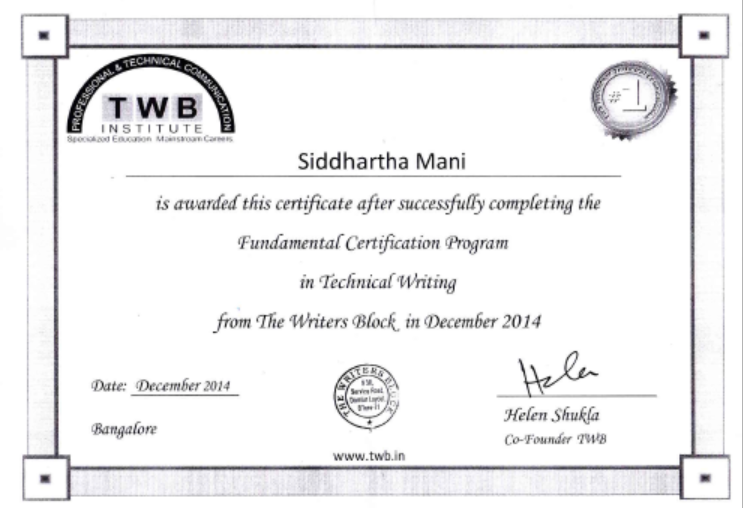 PROFESSIONAL & TECHNICAL COMMUNICATION
TWB
INSTITUTE
Specialized Education Mainstream Careers
#1
Siddhartha Mani
is awarded this certificate after successfully completing the
Fundamental Certification Program
in Technical Writing
from The Writers Block in December 2014
Date: December 2014
Bangalore
THE WRITERS BLOCK
Service Road,
www.twb.in
Helen
Helen Shukla
Co-Founder TWB